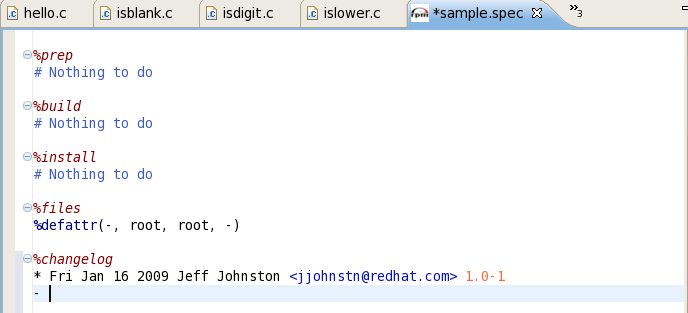 hello.c isblank.c isdigit.c islower.c rpm *sample.spec »3
%prep
# Nothing to do
%build
# Nothing to do
%install
# Nothing to do
%files
%defattr(-, root, root, -)
%changelog
* Fri Jan 16 2009 Jeff Johnston <jjohnstn@redhat.com> 1.0-1
-